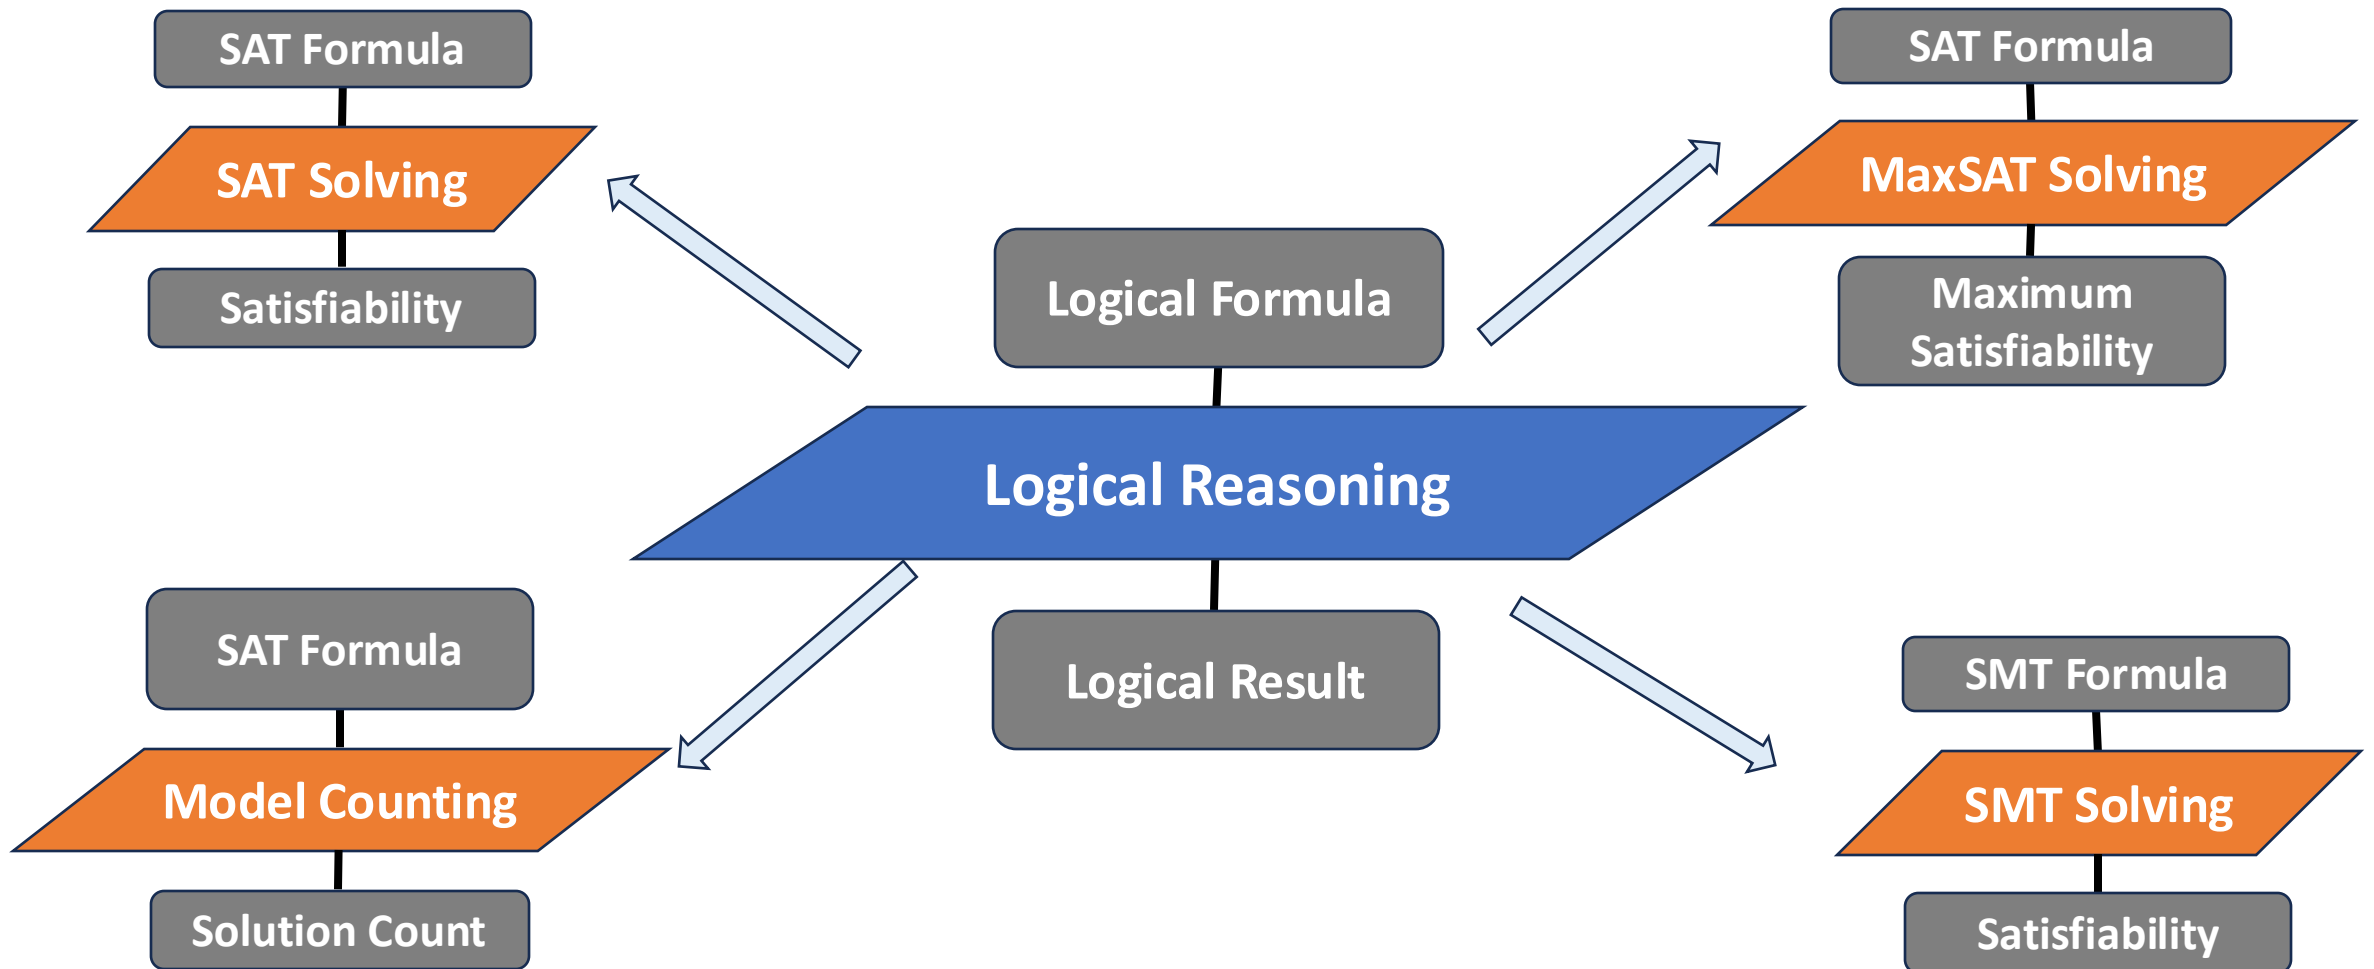 SAT Formula
SAT Solving
Satisfiability
SAT Formula
MaxSAT Solving
Maximum
Satisfiability
Logical Formula
Logical Reasoning
Logical Result
SAT Formula
Model Counting
Solution Count
SMT Formula
SMT Solving
Satisfiability